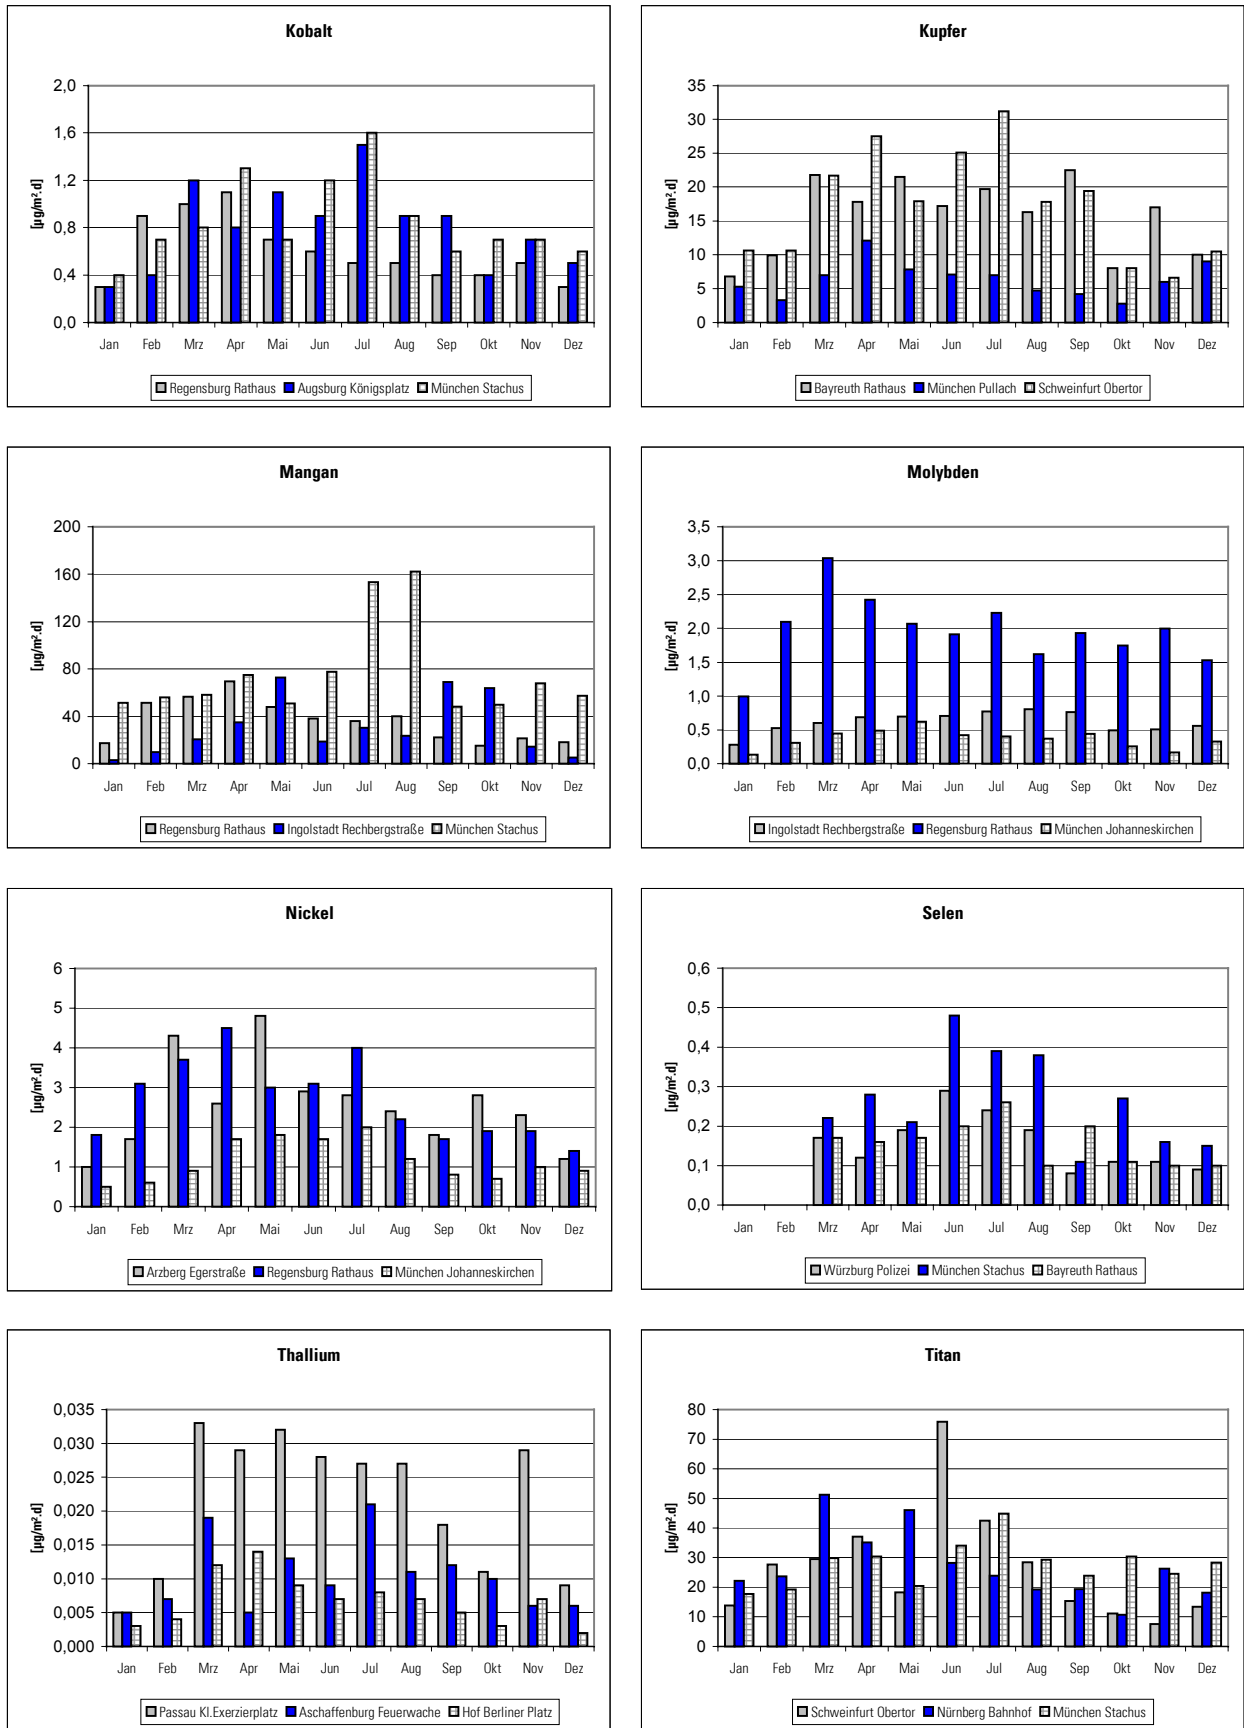 Kobalt
[µg/m².d]
2,0
1,6
1,2
0,8
0,4
0,0
Jan Feb Mrz Apr Mai Jun Jul Aug Sep Okt Nov Dez
Regensburg Rathaus Augsburg Königsplatz München Stachus
Kupfer
[µg/m².d]
35
30
25
20
15
10
5
0
Jan Feb Mrz Apr Mai Jun Jul Aug Sep Okt Nov Dez
Bayreuth Rathaus München Pullach Schweinfurt Obertor
Mangan
[µg/m².d]
200
160
120
80
40
0
Jan Feb Mrz Apr Mai Jun Jul Aug Sep Okt Nov Dez
Regensburg Rathaus Ingolstadt Rechbergstraße München Stachus
Molybden
[µg/m².d]
3,5
3,0
2,5
2,0
1,5
1,0
0,5
0,0
Jan Feb Mrz Apr Mai Jun Jul Aug Sep Okt Nov Dez
Ingolstadt Rechbergstraße Regensburg Rathaus München Johanneskirchen
Nickel
[µg/m².d]
6
5
4
3
2
1
0
Jan Feb Mrz Apr Mai Jun Jul Aug Sep Okt Nov Dez
Arzberg Egerstraße Regensburg Rathaus München Johanneskirchen
Selen
[µg/m².d]
0,6
0,5
0,4
0,3
0,2
0,1
0,0
Jan Feb Mrz Apr Mai Jun Jul Aug Sep Okt Nov Dez
Würzburg Polizei München Stachus Bayreuth Rathaus
Thallium
[µg/m².d]
0,035
0,030
0,025
0,020
0,015
0,010
0,005
0,000
Jan Feb Mrz Apr Mai Jun Jul Aug Sep Okt Nov Dez
Passau Kl.Exerzierplatz Aschaffenburg Feuerwache Hof Berliner Platz
Titan
[µg/m².d]
80
70
60
50
40
30
20
10
0
Jan Feb Mrz Apr Mai Jun Jul Aug Sep Okt Nov Dez
Schweinfurt Obertor Nürnberg Bahnhof München Stachus